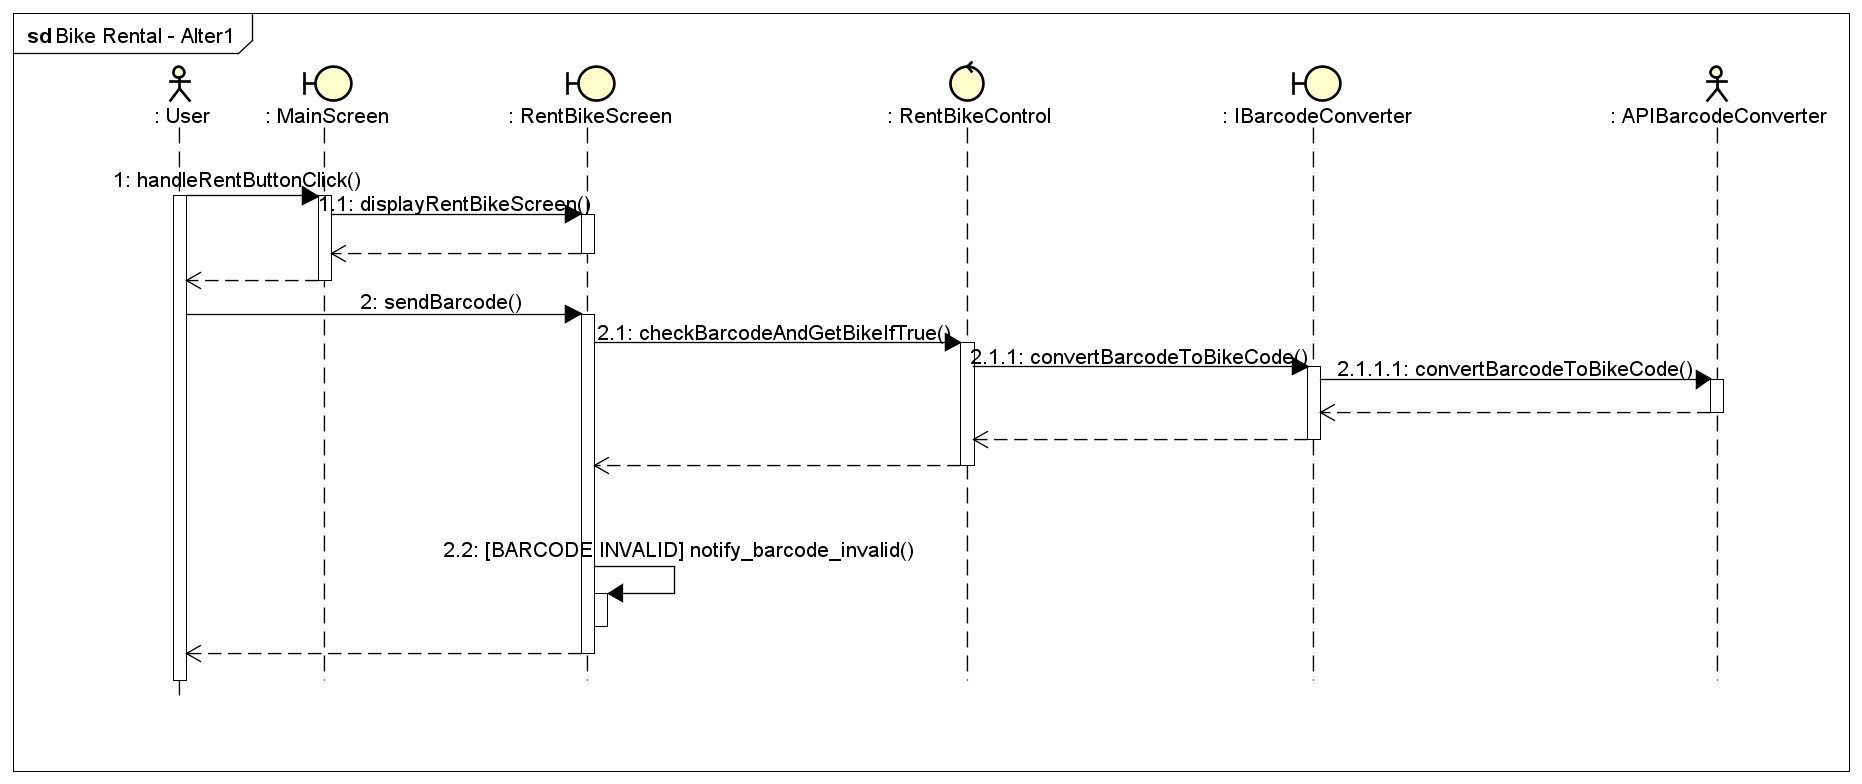 sd Bike Rental - Alter1
: User
: MainScreen
: RentBikeScreen
: RentBikeControl
: IBarcodeConverter
: APIBarcodeConverter
1: handleRentButtonClick()
1.1: displayRentBikeScreen()
2: sendBarcode()
2.1: checkBarcodeAndGetBikeIfTrue()
2.1.1: convertBarcodeToBikeCode()
2.1.1.1: convertBarcodeToBikeCode()
2.2: [BARCODE INVALID] notify_barcode_invalid()